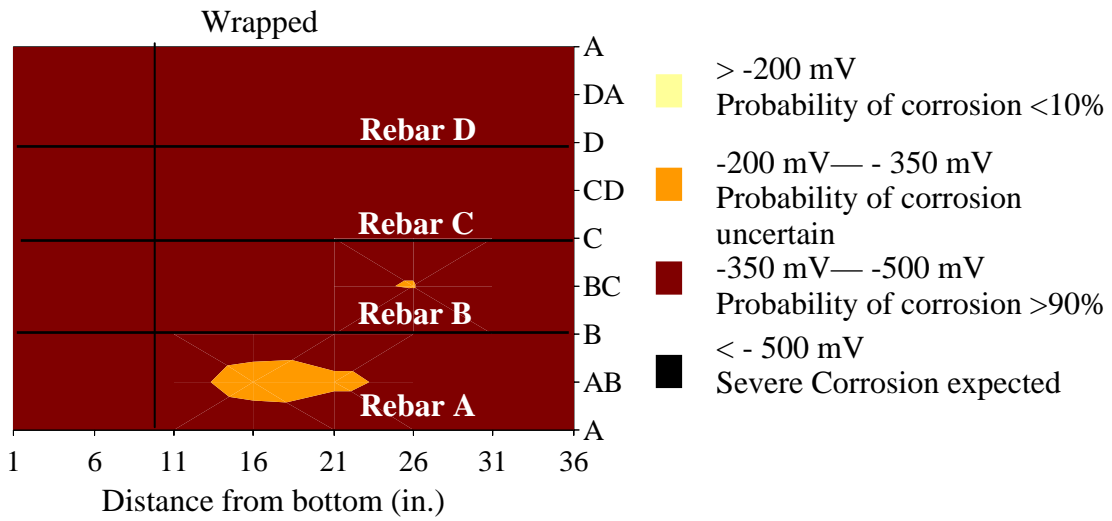 Wrapped
A
DA
Rebar D
D
CD
Rebar C
C
BC
Rebar B
B
AB
Rebar A
A
1 6 11 16 21 26 31 36
Distance from bottom (in.)
> -200 mV
Probability of corrosion <10%
-200 mV— - 350 mV
Probability of corrosion
uncertain
-350 mV— -500 mV
Probability of corrosion >90%
< - 500 mV
Severe Corrosion expected